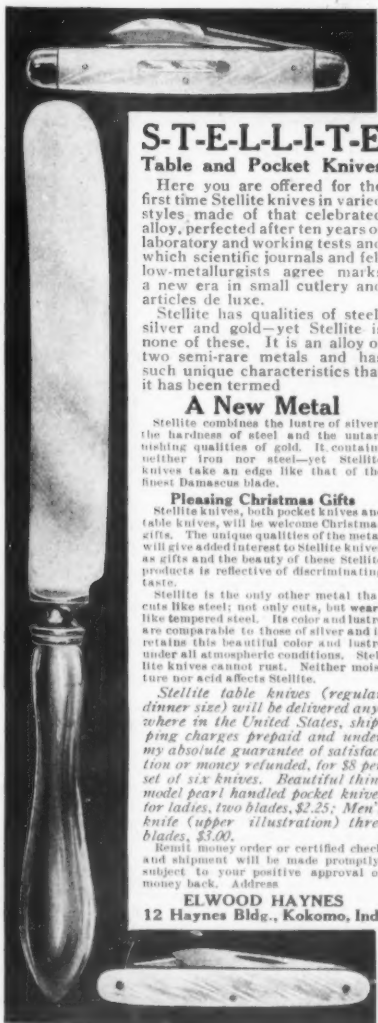 S-T-E-L-L-I-T-E
Table and Pocket Knive
Here you are offered for the
first time Stellite knives in varie
styles made of that celebrated
alloy, perfected after ten years o
laboratory and working tests an
which scientific journals and fel
low-metallurgists agree mark
a new era in small cutlery an
articles de luxe.
Stellite has qualities of steel
silver and gold—yet Stellite i
none of these. It is an alloy o
two semi-rare metals and ha
such unique characteristics tha
it has been termed
A New Metal
Stellite combines the lustre of silver
the hardness of steel and the untar
nishing qualities of gold. It contain
neither iron nor steel—yet Stellit
knives take an edge like that of th
finest Damascus blade.
Pleasing Christmas Gifts
Stellite knives, both pocket knives an
table knives, will be welcome Christma
gifts. The unique qualities of the meta
will give added interest to Stellite knive
as gifts and the beauty of these Stellit
products is reflective of discriminatin
taste.
Stellite is the only other metal tha
cuts like steel; not only cuts, but wear
like tempered steel. Its color and lustr
are comparable to those of silver and i
retains this beautiful color and lustr
under all atmospheric conditions. Stel
lite knives cannot rust. Neither mois
ture nor acid affects Stellite.
Stellite table knives (regular
dinner size) will be delivered any
where in the United States, ship
ping charges prepaid and unde
my absolute guarantee of satisfac
tion or money refunded, for $8 per
set of six knives. Beautiful thin
model pearl handled pocket knive
for ladies, two blades, $2.25; Men'
knife (upper illustration) thre
blades, $3.00.
Remit money order or certified chec
and shipment will be made promptly
subject to your positive approval o
money back. Address
ELWOOD HAYNES
12 Haynes Bldg., Kokomo, Ind